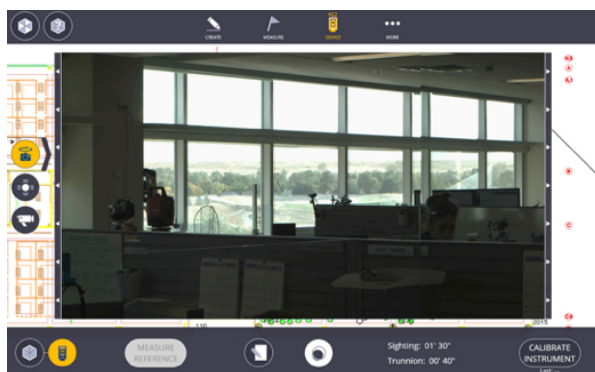 CREATE
MEASURE
DEVICE
MORE
A
B
C
MEASURE
REFERENCE
Sighting: 01' 30"
Trunnion: 00' 40"
CALIBRATE
INSTRUMENT